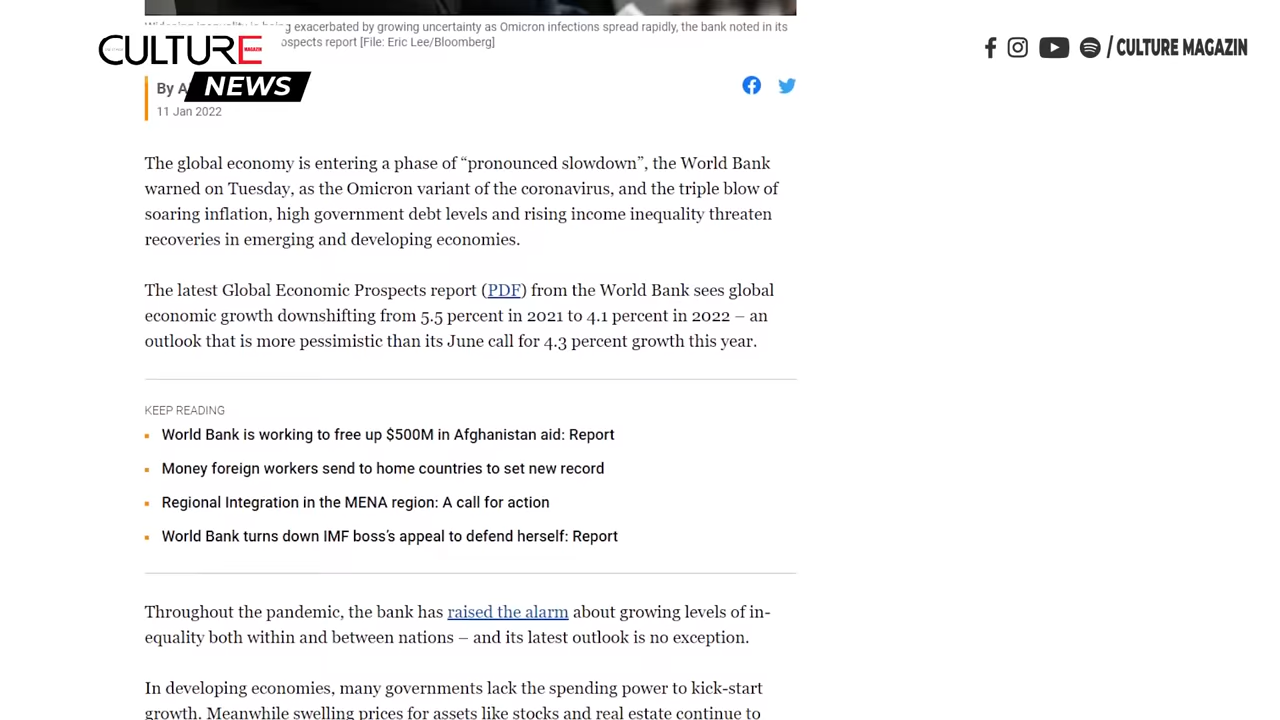 exacerbated by growing uncertainty as Omicron infections spread rapidly, the bank noted in its
report [File: Eric Lee/Bloomberg]
CULTURE
MAGAZIN
NEWS
/ CULTURE MAGAZIN
By
11 Jan 2022
The global economy is entering a phase of “pronounced slowdown”, the World Bank
warned on Tuesday, as the Omicron variant of the coronavirus, and the triple blow of
soaring inflation, high government debt levels and rising income inequality threaten
recoveries in emerging and developing economies.
The latest Global Economic Prospects report (PDF) from the World Bank sees global
economic growth downshifting from 5.5 percent in 2021 to 4.1 percent in 2022 – an
outlook that is more pessimistic than its June call for 4.3 percent growth this year.
KEEP READING
World Bank is working to free up $500M in Afghanistan aid: Report
Money foreign workers send to home countries to set new record
Regional Integration in the MENA region: A call for action
World Bank turns down IMF boss’s appeal to defend herself: Report
Throughout the pandemic, the bank has raised the alarm about growing levels of in-
equality both within and between nations – and its latest outlook is no exception.
In developing economies, many governments lack the spending power to kick-start
growth. Meanwhile swelling prices for assets like stocks and real estate continue to